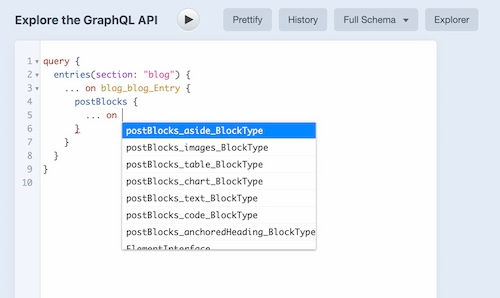 Explore the GraphQL API
Prettify
History
Full Schema
Explorer
1 query {
2 entries(section: "blog") {
3 ... on blog_blog_Entry {
4 postBlocks {
5 ... on
6 }
7 }
8 }
9 }
10
postBlocks_aside_BlockType
postBlocks_images_BlockType
postBlocks_table_BlockType
postBlocks_chart_BlockType
postBlocks_text_BlockType
postBlocks_code_BlockType
postBlocks_anchoredHeading_BlockType
ElementInterface